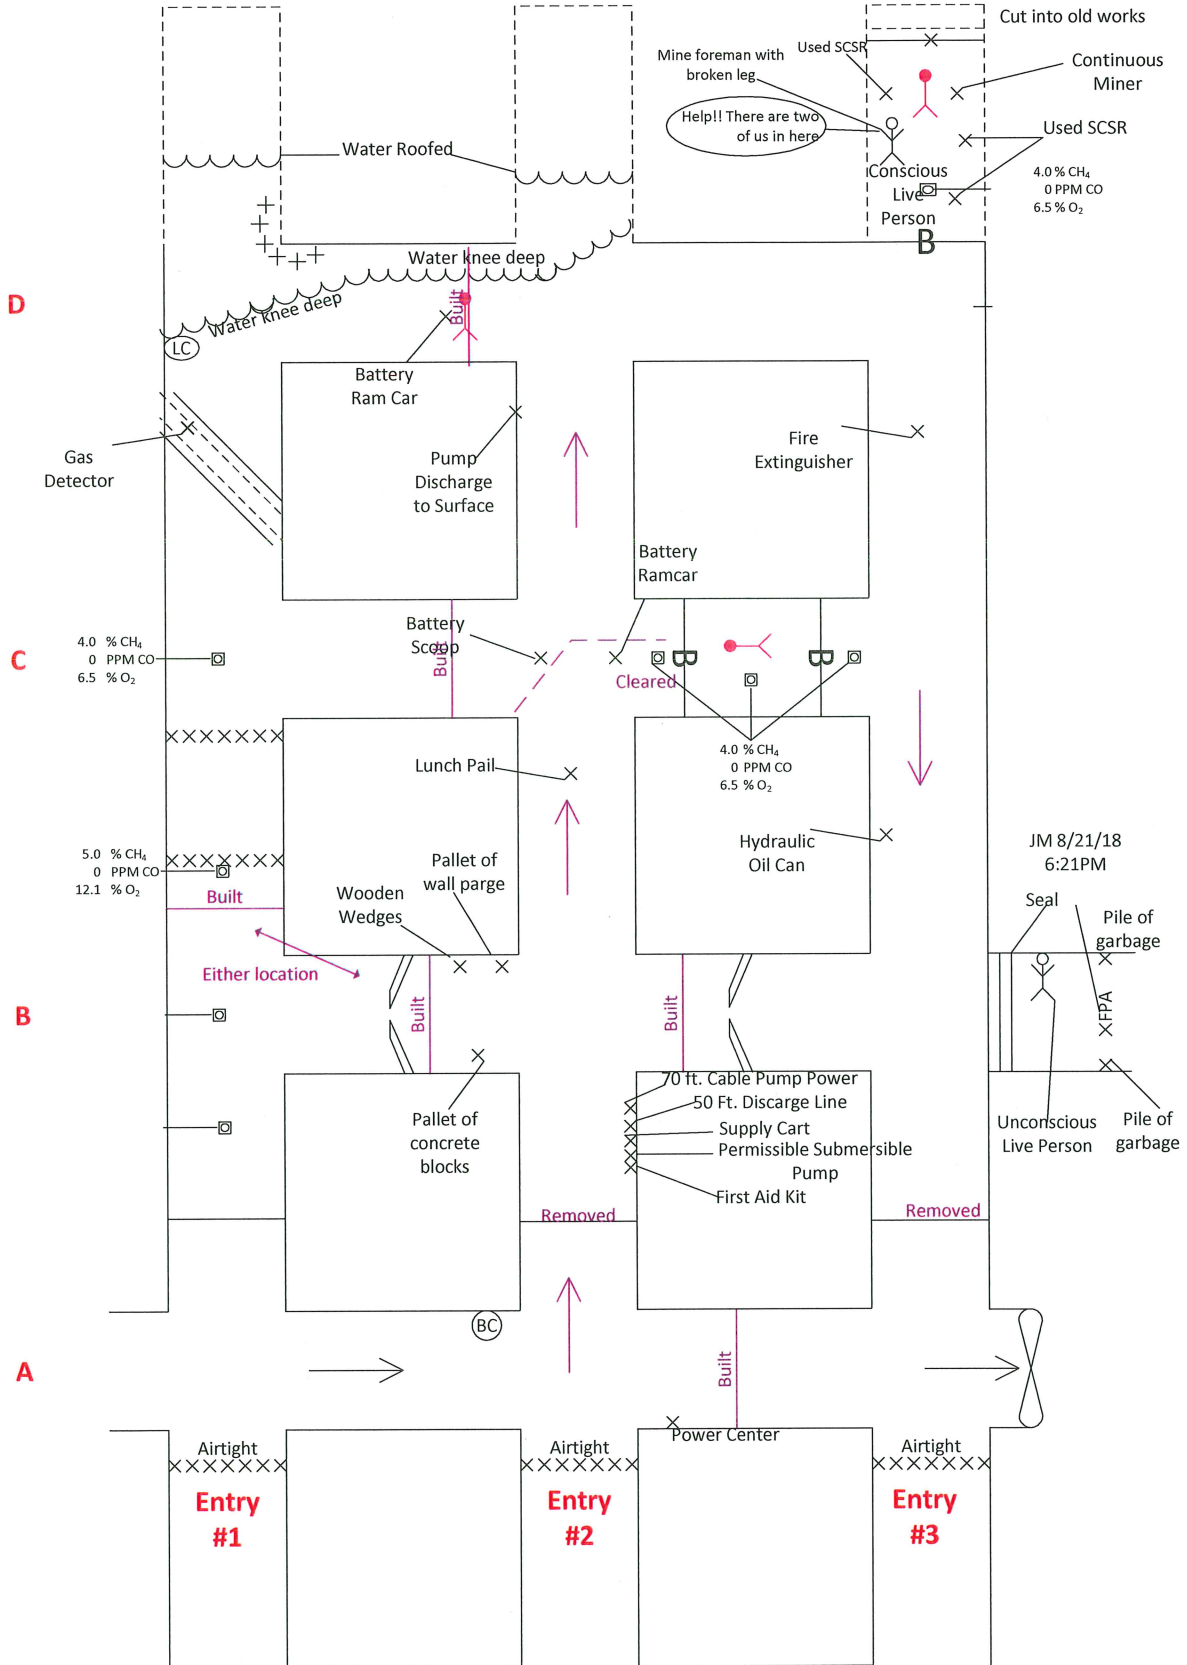 Cut into old works
Used SCSR
Mine foreman with
broken leg
Continuous
Miner
Help!! There are two
of us in here
Used SCSR
Water Roofed
Conscious
Live
Person
4.0 % CH₄
0 PPM CO
6.5 % O₂
B
Water knee deep
Water knee deep
D
Built
LC
Battery
Ram Car
Gas
Detector
Pump
Discharge
to Surface
Fire
Extinguisher
Battery
Ramcar
Battery
Scoop
Built
C
4.0 % CH₄
0 PPM CO
6.5 % O₂
B
B
Cleared
4.0 % CH₄
0 PPM CO
6.5 % O₂
Lunch Pail
Hydraulic
Oil Can
JM 8/21/18
6:21PM
5.0 % CH₄
0 PPM CO
12.1 % O₂
Pallet of
wall parge
Wooden
Wedges
Built
Seal
Pile of
garbage
Either location
B
Built
Built
FPA
70 ft. Cable Pump Power
50 Ft. Discarge Line
Supply Cart
Permissible Submersible
Pump
First Aid Kit
Pallet of
concrete
blocks
Unconscious
Live Person
Pile of
garbage
Removed
Removed
BC
A
Built
Power Center
Airtight
Airtight
Airtight
Entry
#1
Entry
#2
Entry
#3